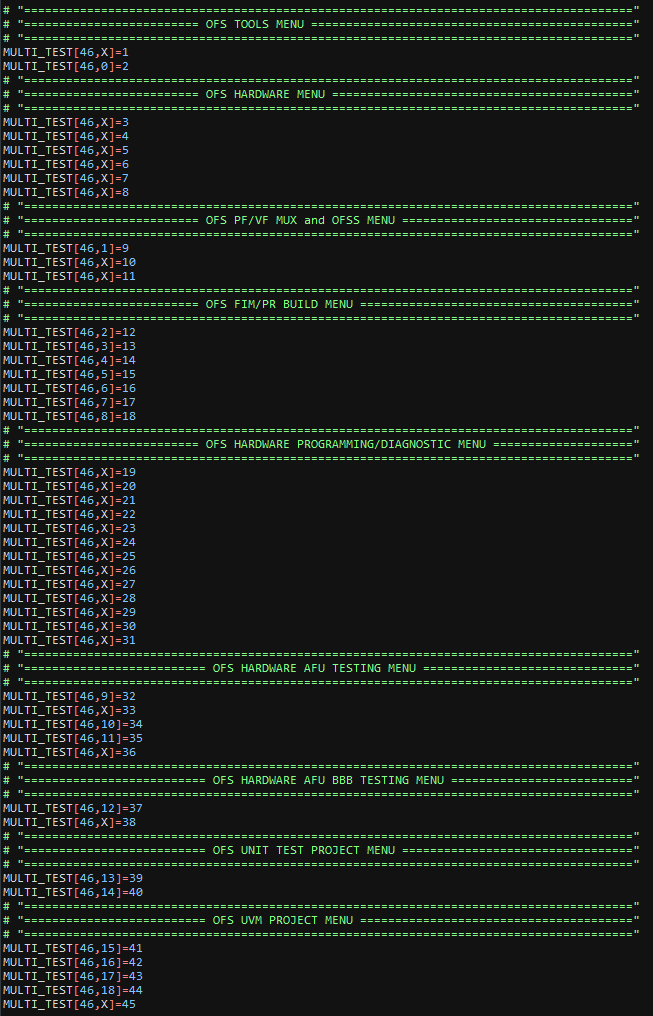 # "======================================================================================="
# "========================= OFS TOOLS MENU =============================================="
# "======================================================================================="
MULTI_TEST[46,X]=1
MULTI_TEST[46,0]=2
# "======================================================================================="
# "========================= OFS HARDWARE MENU ==========================================="
# "======================================================================================="
MULTI_TEST[46,X]=3
MULTI_TEST[46,X]=4
MULTI_TEST[46,X]=5
MULTI_TEST[46,X]=6
MULTI_TEST[46,X]=7
MULTI_TEST[46,X]=8
# "======================================================================================="
# "========================= OFS PF/VF MUX and OFSS MENU ================================="
# "======================================================================================="
MULTI_TEST[46,1]=9
MULTI_TEST[46,X]=10
MULTI_TEST[46,X]=11
# "======================================================================================="
# "========================= OFS FIM/PR BUILD MENU ======================================="
# "======================================================================================="
MULTI_TEST[46,2]=12
MULTI_TEST[46,3]=13
MULTI_TEST[46,4]=14
MULTI_TEST[46,5]=15
MULTI_TEST[46,6]=16
MULTI_TEST[46,7]=17
MULTI_TEST[46,8]=18
# "======================================================================================="
# "========================= OFS HARDWARE PROGRAMMING/DIAGNOSTIC MENU ===================="
# "======================================================================================="
MULTI_TEST[46,X]=19
MULTI_TEST[46,X]=20
MULTI_TEST[46,X]=21
MULTI_TEST[46,X]=22
MULTI_TEST[46,X]=23
MULTI_TEST[46,X]=24
MULTI_TEST[46,X]=25
MULTI_TEST[46,X]=26
MULTI_TEST[46,X]=27
MULTI_TEST[46,X]=28
MULTI_TEST[46,X]=29
MULTI_TEST[46,X]=30
MULTI_TEST[46,X]=31
# "======================================================================================="
# "========================== OFS HARDWARE AFU TESTING MENU =============================="
# "======================================================================================="
MULTI_TEST[46,9]=32
MULTI_TEST[46,X]=33
MULTI_TEST[46,10]=34
MULTI_TEST[46,11]=35
MULTI_TEST[46,X]=36
# "======================================================================================="
# "========================== OFS HARDWARE AFU BBB TESTING MENU =========================="
# "======================================================================================="
MULTI_TEST[46,12]=37
MULTI_TEST[46,X]=38
# "======================================================================================="
# "========================== OFS UNIT TEST PROJECT MENU ================================="
# "======================================================================================="
MULTI_TEST[46,13]=39
MULTI_TEST[46,14]=40
# "======================================================================================="
# "========================== OFS UVM PROJECT MENU ======================================="
# "======================================================================================="
MULTI_TEST[46,15]=41
MULTI_TEST[46,16]=42
MULTI_TEST[46,17]=43
MULTI_TEST[46,18]=44
MULTI_TEST[46,X]=45